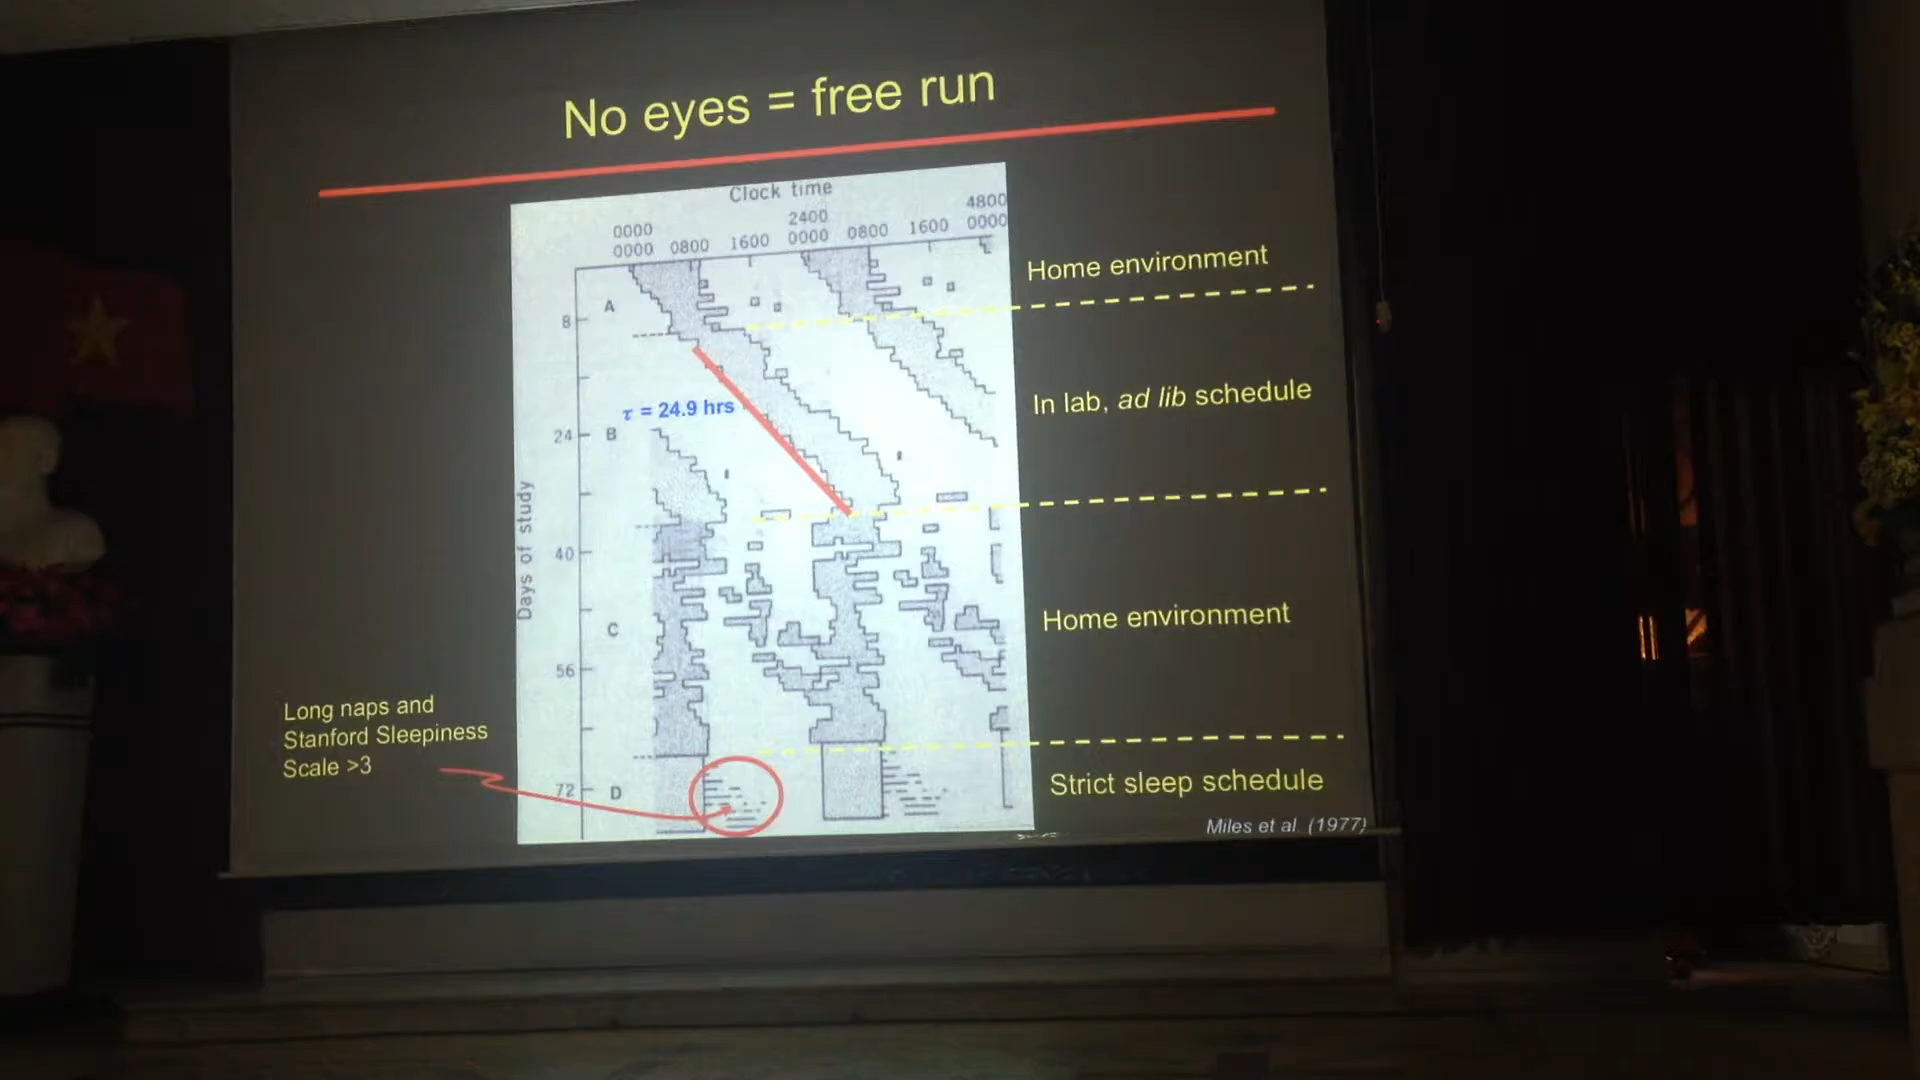 No eyes = free run
Clock time
2400
4800
0000
0000 0800 1600 0000 0800 1600 0000
Home environment
A
8
In lab, ad lib schedule
τ = 24.9 hrs
24
B
Days of study
40
Home environment
C
56
Long naps and
Stanford Sleepiness
Scale >3
72
D
Strict sleep schedule
Miles et al. (1977)